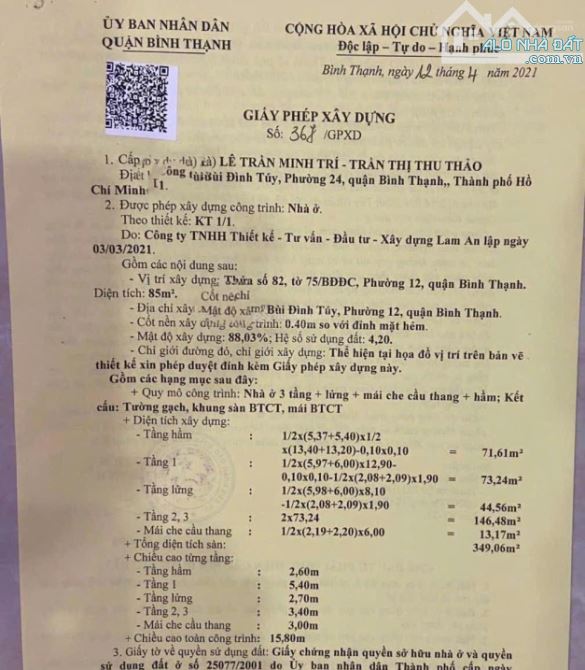 ỦY BAN NHÂN DÂN
QUẬN BÌNH THẠNH
CỘNG HÒA XÃ HỘI CHỦ NGHĨA VIỆT NAM
Độc lập – Tự do – Hạnh phúc
ALO NHÀ ĐẤT
.com.vn
Bình Thạnh, ngày 12 tháng 4 năm 2021
GIẤY PHÉP XÂY DỰNG
Số: 368 /GPXD
1. Cấp bà) LÊ TRẦN MINH TRÍ - TRẦN THỊ THU THẢO
Bùi Đình Túy, Phường 24, quận Bình Thạnh,, Thành phố Hồ
Chí Minh
2. Được phép xây dựng công trình: Nhà ở.
Theo thiết kế: KT 1/1.
Do: Công ty TNHH Thiết kế - Tư vấn - Đầu tư - Xây dựng Lam An lập ngày
03/03/2021.
Gồm các nội dung sau:
- Vị trí xây dựng: Thửa số 82, tờ 75/BĐĐC, Phường 12, quận Bình Thạnh.
Diện tích: 85m².
- Địa chỉ xây Bùi Đình Túy, Phường 12, quận Bình Thạnh.
- Cốt nền xây trình: 0.40m so với đỉnh mặt hẻm.
- Mật độ xây dựng: 88,03%; Hệ số sử dụng đất: 4,20.
- Chỉ giới đường đỏ, chỉ giới xây dựng: Thể hiện tại họa đồ vị trí trên bản vẽ
thiết kế xin phép duyệt đính kèm Giấy phép xây dựng này.
Gồm các hạng mục sau đây:
+ Quy mô công trình: Nhà ở 3 tầng + lửng + mái che cầu thang + hầm; Kết
cấu: Tường gạch, khung sàn BTCT, mái BTCT
+ Diện tích xây dựng:
- Tầng hầm : 1/2x(5,37+5,40)x1/2
x(13,40+13,20)-0,10x0,10 = 71,61m²
- Tầng 1 : 1/2x(5,97+6,00)x12,90-
0,10x0,10-1/2x(2,08+2,09)x1,90 = 73,24m²
- Tầng lửng : 1/2x(5,98+6,00)x8,10
-1/2x(2,08+2,09)x1,90 = 44,56m²
- Tầng 2, 3 : 2x73,24 = 146,48m²
- Mái che cầu thang : 1/2x(2,19+2,20)x6,00 = 13,17m²
+ Tổng diện tích sàn: 349,06m²
+ Chiều cao từng tầng:
- Tầng hầm : 2,60m
- Tầng 1 : 5,40m
- Tầng lửng : 2,70m
- Tầng 2, 3 : 3,40m
- Mái che cầu thang : 3,00m
+ Chiều cao toàn công trình: 15,80m
3. Giấy tờ về quyền sử dụng đất: Giấy chứng nhận quyền sở hữu nhà ở và quyền
sử dụng đất ở số 25077/2001 do Ủy ban nhân dân Thành phố cấp ngày